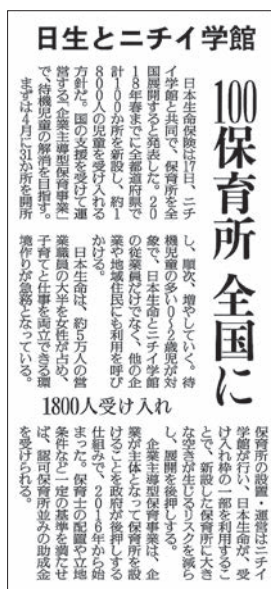 日生とニチイ学館
100保育所 全国に
1800人受け入れ
日本生命保険は17日、ニチ
イ学館と共同で、保育所を全
国展開すると発表した。20
18年春までに全都道府県で
計100か所を新設し、約1
800人の児童を受け入れる
方針だ。国の支援を受けて運
営する「企業主導型保育事業」
で、待機児童の解消を目指す。
まずは4月に31か所を開所
し、順次、増やしていく。待
機児童の多い0〜2歳児が対
象で、日本生命とニチイ学館
の従業員だけでなく、他の企
業や地域住民にも利用を呼び
かける。
日本生命は、約5万人の営
業職員の大半を女性が占め、
子育てと仕事を両立できる環
境作りが急務となっている。
保育所の設置・運営はニチイ
学館が行い、日本生命が、受
け入れ枠の一部を利用するこ
とで、新設した保育所に大き
な空きが生じるリスクを減ら
し、展開を後押しする。
企業主導型保育事業は、企
業が主体となって保育所を設
けることを政府が後押しする
仕組みで、2016年から始
まった。保育士の配置や立地
条件など一定の基準を満たせ
ば、認可保育所並みの助成金
を受けられる。